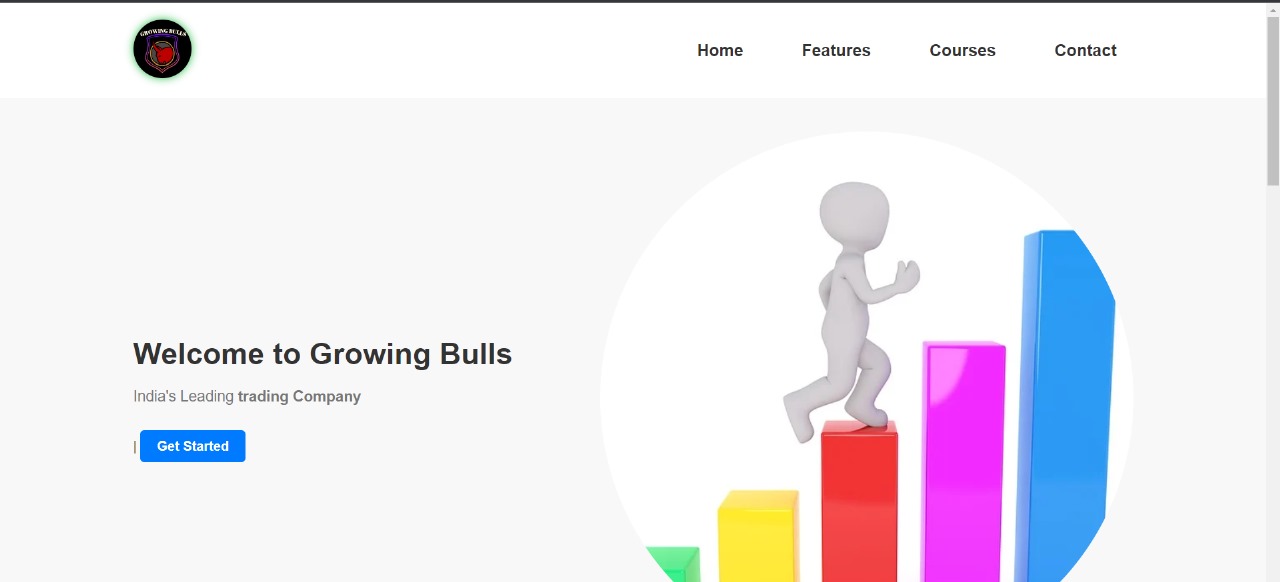 GROWING BULLS
Home Features Courses Contact
Welcome to Growing Bulls
India's Leading trading Company
| Get Started